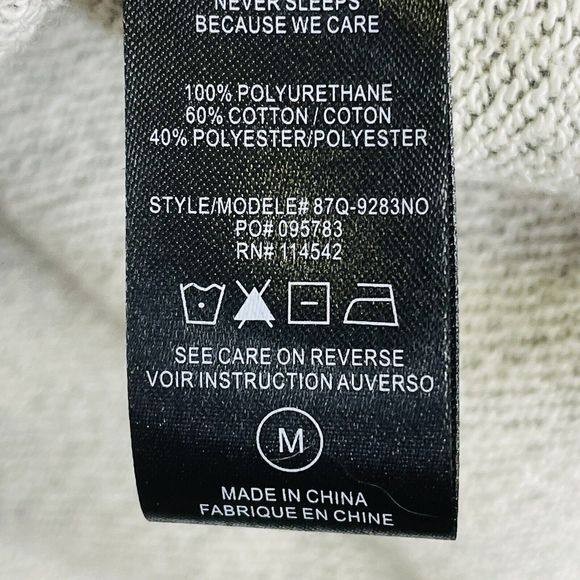 NEVER SLEEPS
BECAUSE WE CARE
100% POLYURETHANE
60% COTTON / COTON
40% POLYESTER/POLYESTER
STYLE/MODELE# 87Q-9283NO
PO# 095783
RN# 114542
SEE CARE ON REVERSE
VOIR INSTRUCTION AUVERSO
M
MADE IN CHINA
FABRIQUE EN CHINE